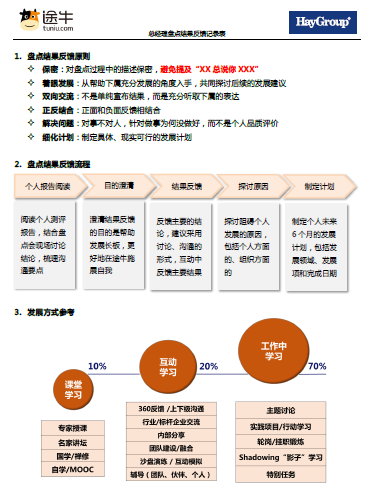 途牛
tuniu.com
HayGroup®
总经理盘点结果反馈记录表
1. 盘点结果反馈原则
❖ 保密：对盘点过程中的描述保密，避免提及“XX 总说你 XXX”
❖ 着眼发展：从帮助下属充分发展的角度入手，共同探讨后续的发展建议
❖ 双向交流：不是单纯宣布结果，而是充分听取下属的表达
❖ 正反结合：正面和负面反馈相结合
❖ 解决问题：对事不对人，针对做事为何没做好，而不是个人品质评价
❖ 细化计划：制定具体、现实可行的发展计划
2. 盘点结果反馈流程
个人报告阅读
目的澄清
结果反馈
探讨原因
制定计划
阅读个人测评
报告，结合盘
点会现场讨论
结论，梳理沟
通要点
澄清结果反馈
的目的是帮助
发展长板，更
好地在途牛施
展自我
反馈主要的结
论，建议采用
讨论、沟通的
形式，互动中
反馈主要结果
探讨阻碍个人
发展的原因，
包括个人方面
的、组织方面
的
制定个人未来
6 个月的发展
计划，包括发
展领域、发展
项和完成日期
3. 发展方式参考
课堂
学习
10%
互动
学习
20%
工作中
学习
70%
专家授课
名家讲坛
国学/禅修
自学/MOOC
360反馈 /上下级沟通
行业/标杆企业交流
内部分享
团队建设/融合
沙盘演练 / 互动模拟
辅导（团队、伙伴、个人）
主题讨论
实践项目/行动学习
轮岗/挂职锻炼
Shadowing “影子”学习
特别任务